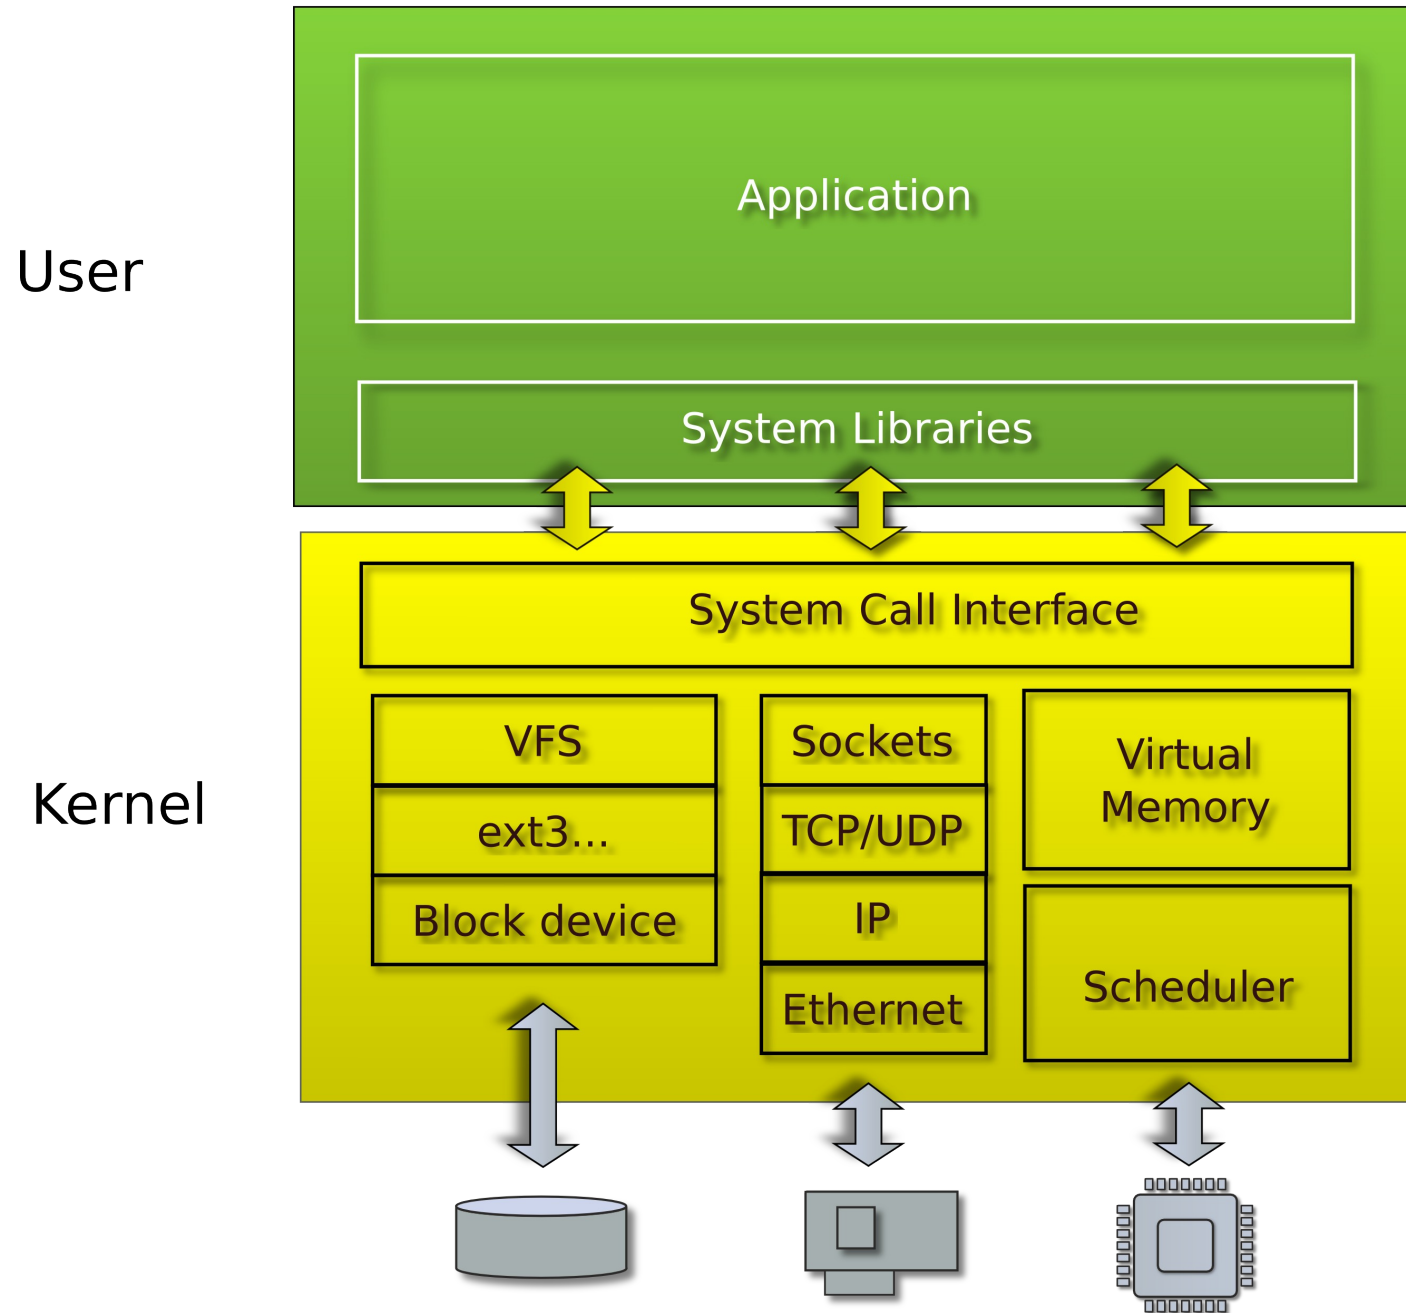 Application
User
System Libraries
System Call Interface
VFS
ext3...
Block device
Sockets
TCP/UDP
IP
Ethernet
Virtual
Memory
Scheduler
Kernel